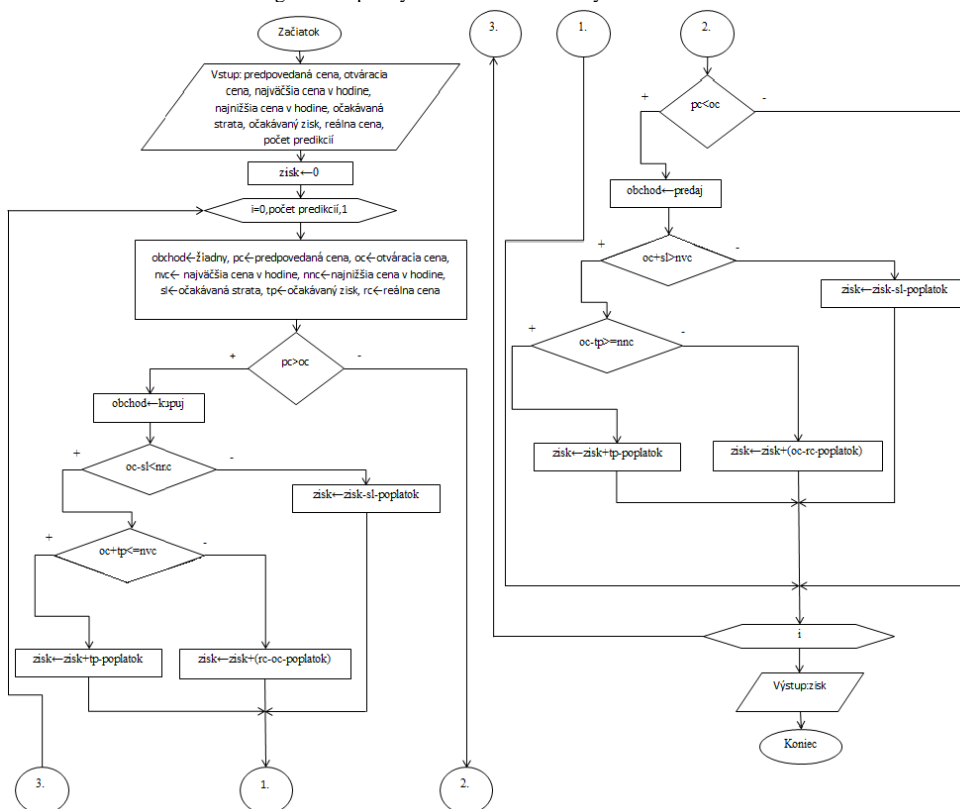 Začiatok
Vstup: predpovedaná cena, otváracia
cena, najväčšia cena v hodine,
najnižšia cena v hodine, očakávaná
strata, očakávaný zisk, reálna cena,
počet predikcií
zisk←0
i=0,počet predikcií,1
obchod←žiadny, pc←predpovedaná cena, oc←otváracia cena,
nvc← najväčšia cena v hodine, nnc←najnižšia cena v hodine,
sl←očakávaná strata, tp←očakávaný zisk, rc←reálna cena
+
pc>oc
-
obchod←kupuj
+
oc-sl<nnc
-
zisk←zisk-sl-poplatok
+
oc+tp<=nvc
-
zisk←zisk+tp-poplatok
zisk←zisk+(rc-oc-poplatok)
3.
1.
2.
3.
1.
2.
+
pc<oc
-
obchod←predaj
+
oc+sl>nvc
-
zisk←zisk-sl-poplatok
+
oc-tp>=nnc
-
zisk←zisk+tp-poplatok
zisk←zisk+(oc-rc-poplatok)
i
Výstup:zisk
Koniec